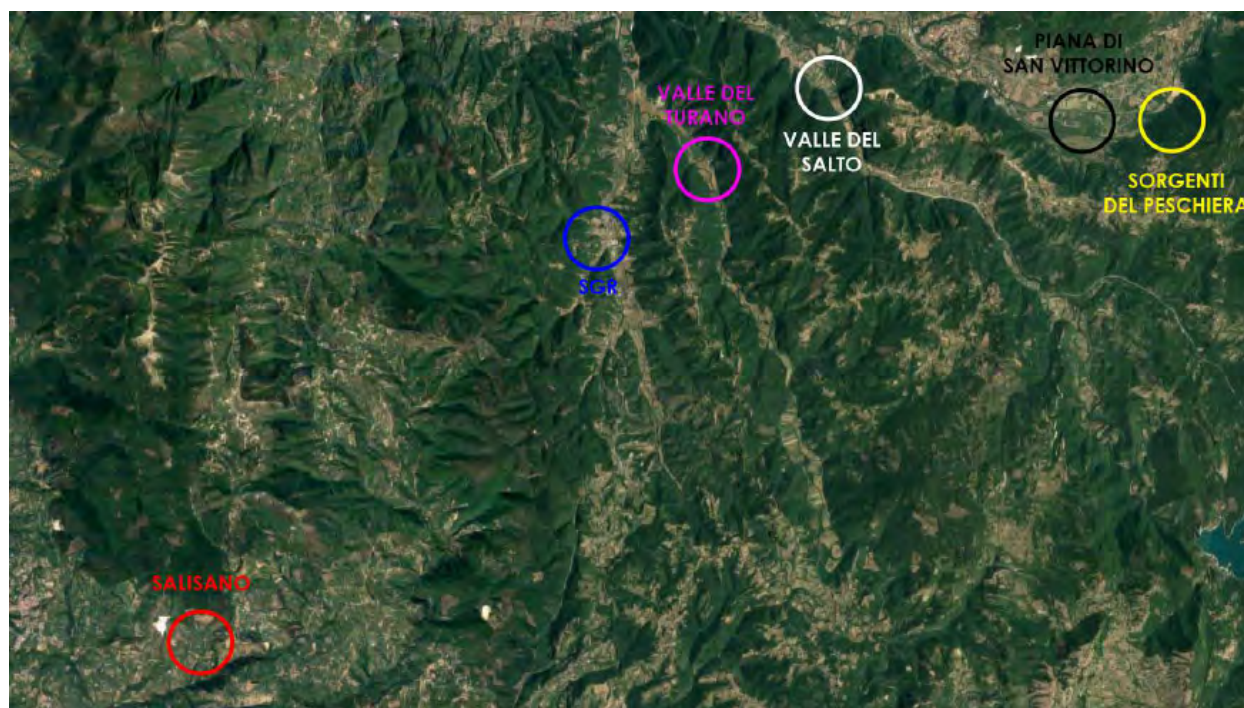 PIANA DI
SAN VITTORINO
VALLE DEL
TURANO
VALLE DEL
SALTO
SORGENTI
DEL PESCHIERA
SGR
SALISANO